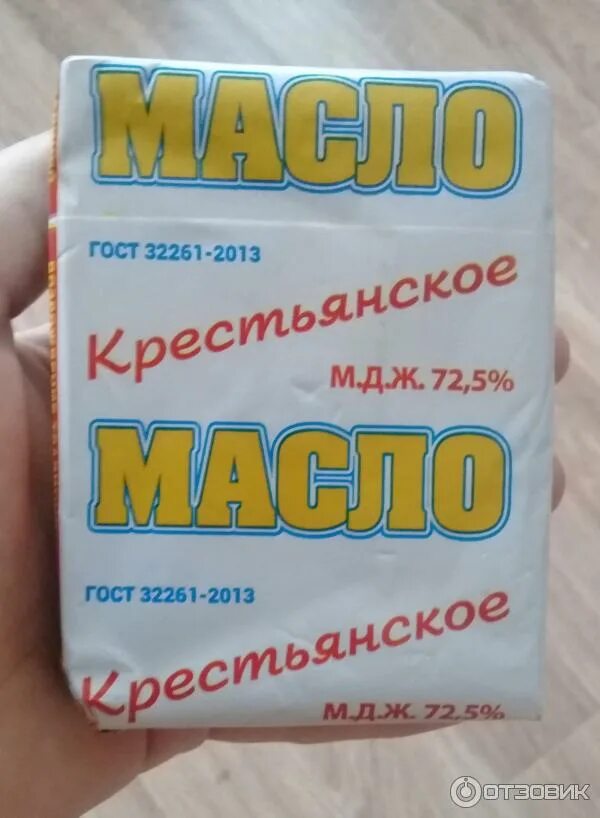 МАСЛО
ГОСТ 32261-2013
Крестьянское
М.Д.Ж. 72,5%
МАСЛО
ГОСТ 32261-2013
Крестьянское
М.Д.Ж. 72,5%
ОТЗОВИК